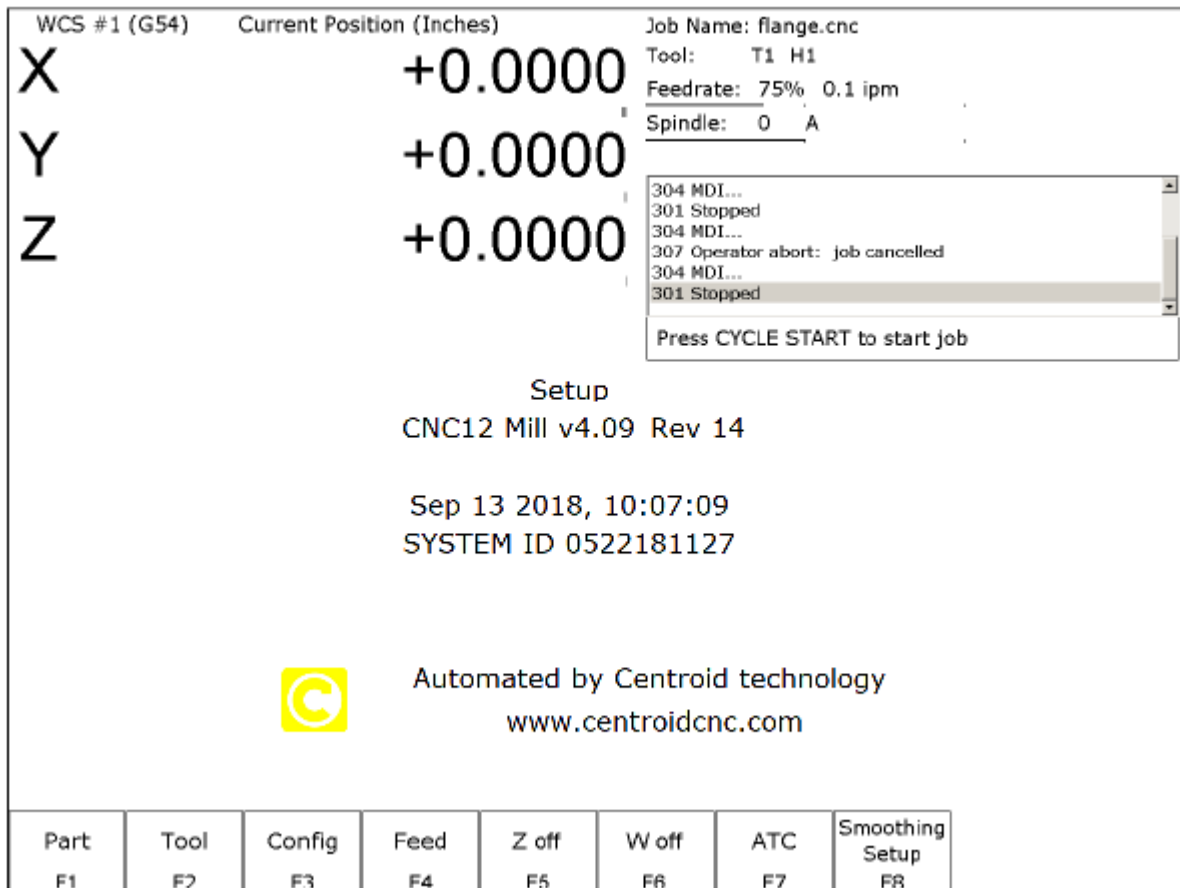 WCS #1 (G54) Current Position (Inches)
X +0.0000
Y +0.0000
Z +0.0000
Job Name: flange.cnc
Tool: T1 H1
Feedrate: 75% 0.1 ipm
Spindle: 0 A
304 MDI...
301 Stopped
304 MDI...
307 Operator abort: job cancelled
304 MDI...
301 Stopped
Press CYCLE START to start job
Setup
CNC12 Mill v4.09 Rev 14
Sep 13 2018, 10:07:09
SYSTEM ID 0522181127
C
Automated by Centroid technology
www.centroidcnc.com
Part
F1
Tool
F2
Config
F3
Feed
F4
Z off
F5
W off
F6
ATC
F7
Smoothing
Setup
F8